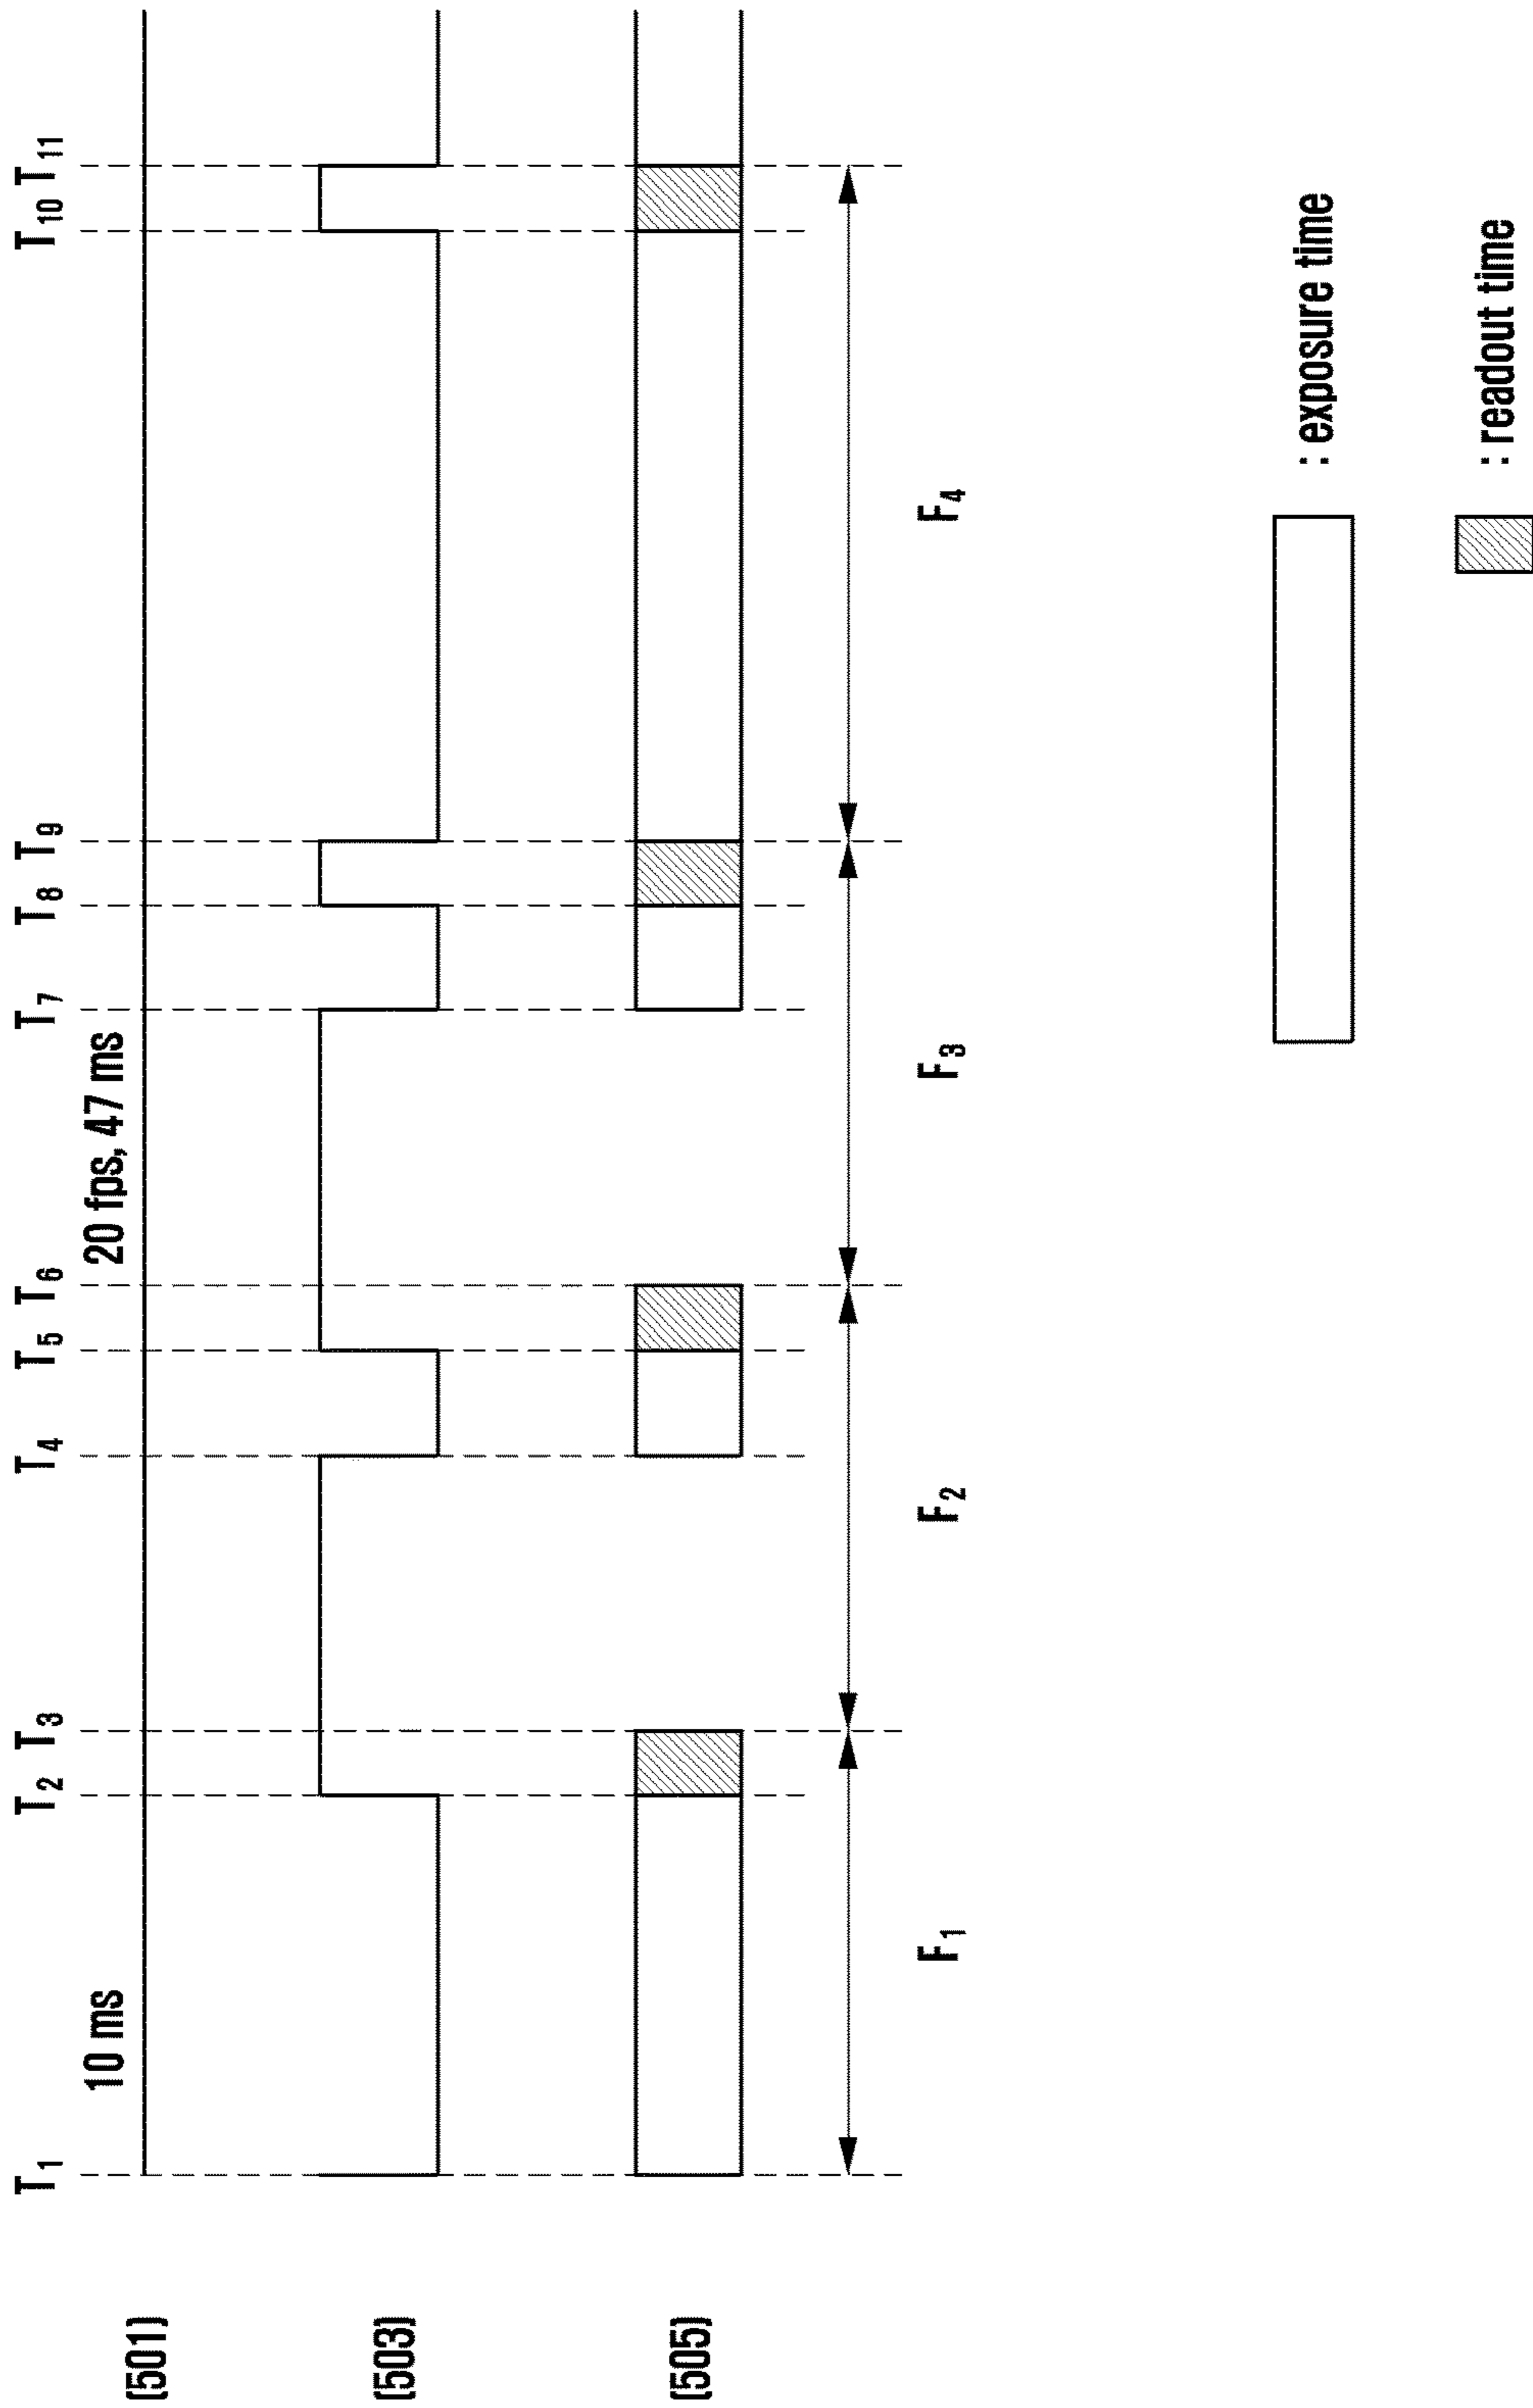 T1 T2 T3 T4 T5 T6 T7 T8 T9 T10 T11
10 ms 20 fps, 47 ms
(501)
(503)
(505)
F1 F2 F3 F4
: exposure time
: readout time